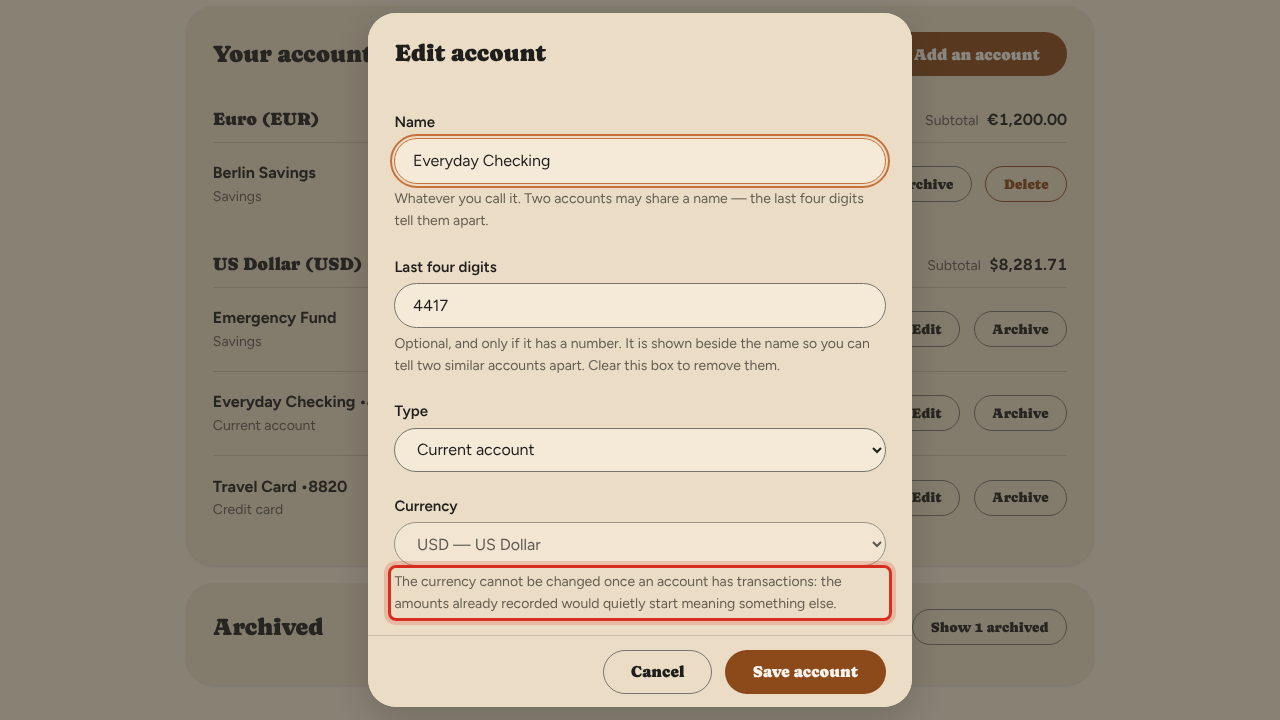 Your account
Add an account
Euro (EUR)
Subtotal €1,200.00
Berlin Savings
Savings
Delete
US Dollar (USD)
Subtotal $8,281.71
Emergency Fund
Savings
Edit
Archive
Everyday Checking
Current account
Edit
Archive
Travel Card •8820
Credit card
Edit
Archive
Archived
Show 1 archived
Edit account
Name
Everyday Checking
Whatever you call it. Two accounts may share a name — the last four digits
tell them apart.
Last four digits
4417
Optional, and only if it has a number. It is shown beside the name so you can
tell two similar accounts apart. Clear this box to remove them.
Type
Current account
Currency
USD — US Dollar
The currency cannot be changed once an account has transactions: the
amounts already recorded would quietly start meaning something else.
Cancel
Save account